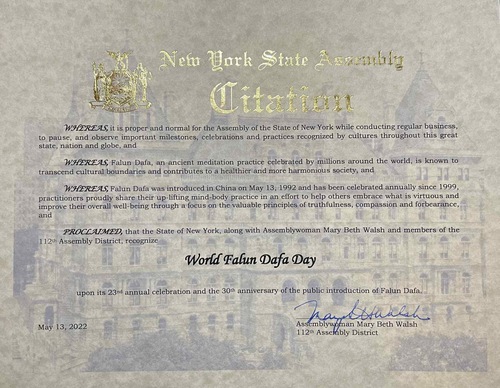 New York State Assembly
Citation
WHEREAS, it is proper and normal for the Assembly of the State of New York while conducting regular business,
to pause, and observe important milestones, celebrations and practices recognized by cultures throughout this great
state, nation and globe, and
WHEREAS, Falun Dafa, an ancient meditation practice celebrated by millions around the world, is known to
transcend cultural boundaries and contributes to a healthier and more harmonious society, and
WHEREAS, Falun Dafa was introduced in China on May 13, 1992 and has been celebrated annually since 1999,
practitioners proudly share their up-lifting mind-body practice in an effort to help others embrace what is virtuous and
improve their overall well-being through a focus on the valuable principles of truthfulness, compassion and forbearance,
and
PROCLAIMED, that the State of New York, along with Assemblywoman Mary Beth Walsh and members of the
112th Assembly District, recognize
World Falun Dafa Day
upon its 23rd annual celebration and the 30th anniversary of the public introduction of Falun Dafa.
Mary Beth Walsh
May 13, 2022
Assemblywoman Mary Beth Walsh
112th Assembly District